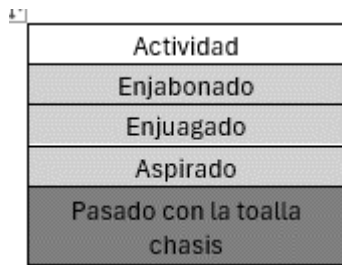 Actividad
Enjabonado
Enjuagado
Aspirado
Pasado con la toalla
chasis